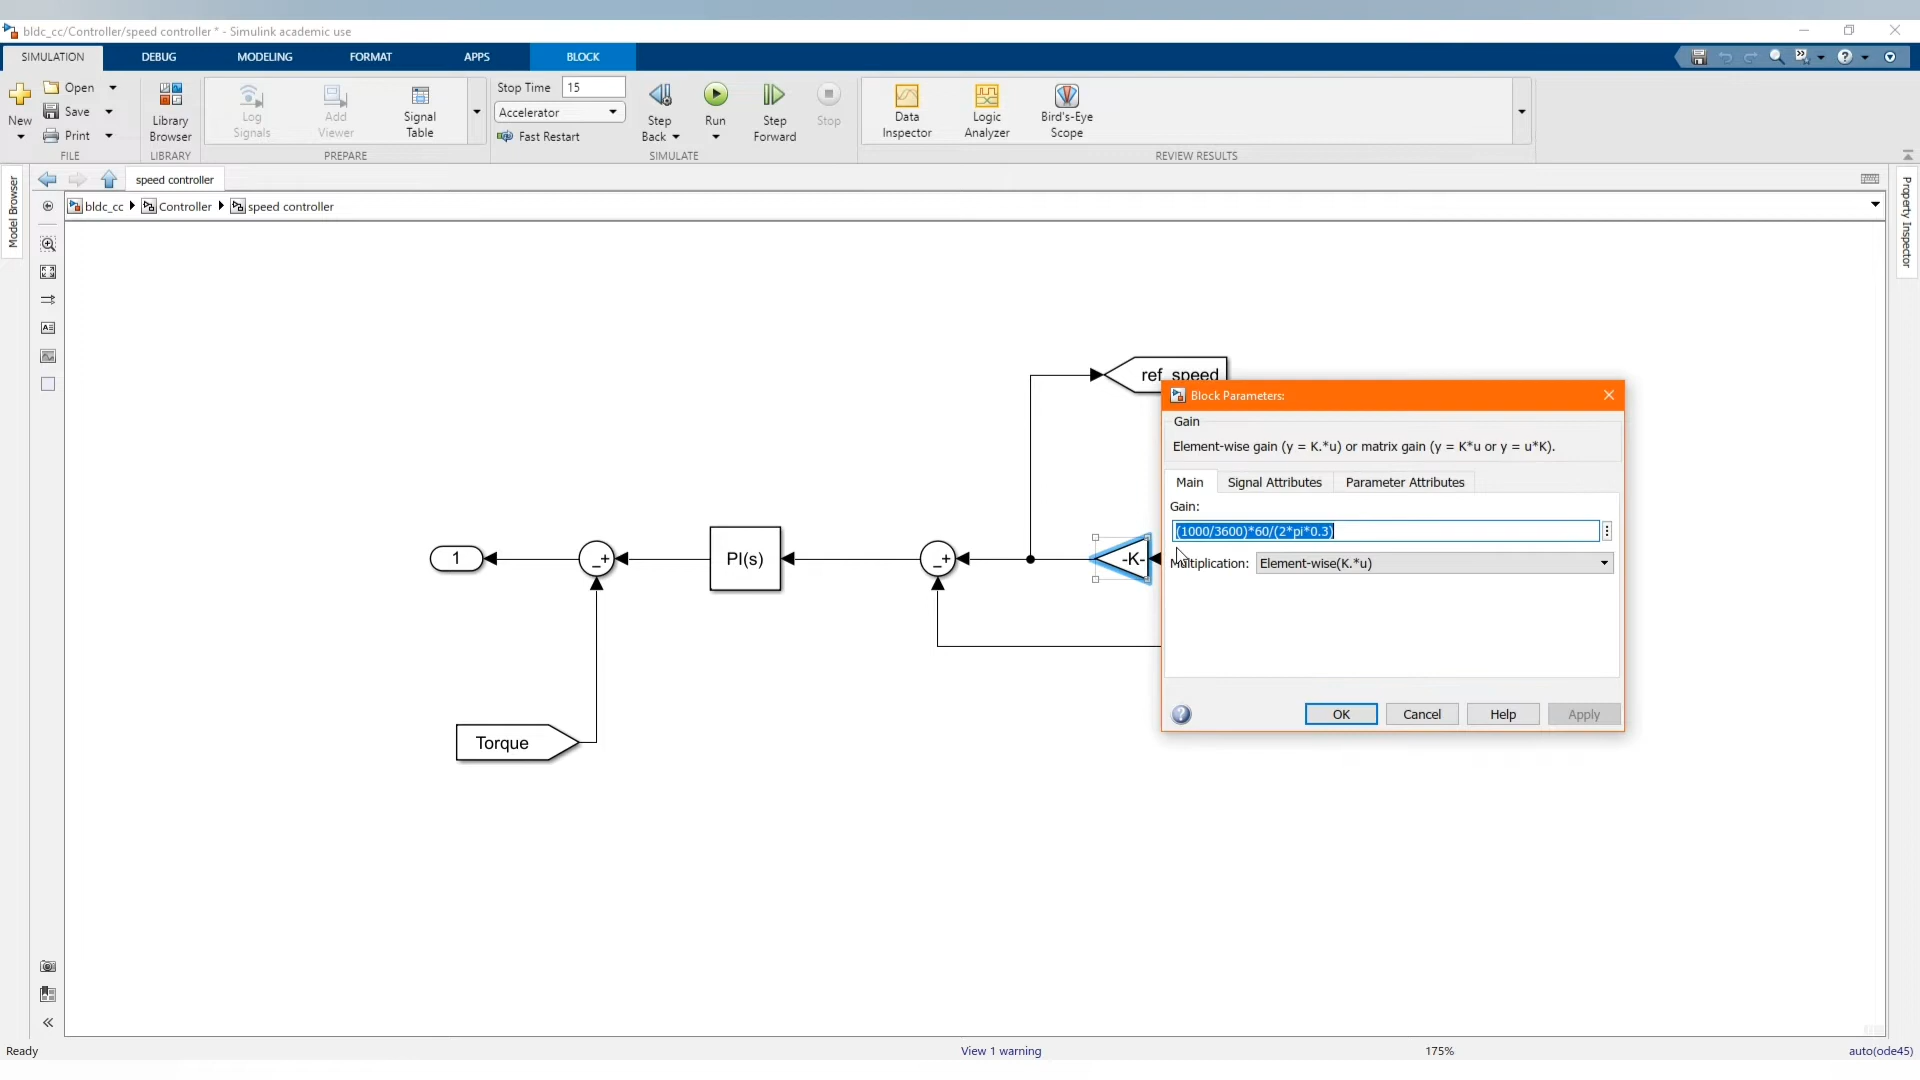 bldc_cc/Controller/speed controller * - Simulink academic use
SIMULATION
DEBUG
MODELING
FORMAT
APPS
BLOCK
New
Open
Save
Print
FILE
Library
Browser
LIBRARY
Log
Signals
Add
Viewer
Signal
Table
PREPARE
Stop Time
15
Accelerator
Fast Restart
Step
Back
Run
Step
Forward
Stop
SIMULATE
Data
Inspector
Logic
Analyzer
Bird's-Eye
Scope
REVIEW RESULTS
Model Browser
speed controller
bldc_cc
Controller
speed controller
Property Inspector
ref_speed
1
_+
PI(s)
_+
-K-
Torque
Block Parameters:
Gain
Element-wise gain (y = K.*u) or matrix gain (y = K*u or y = u*K).
Main
Signal Attributes
Parameter Attributes
Gain:
(1000/3600)*60/(2*pi*0.3)
Multiplication:
Element-wise(K.*u)
OK
Cancel
Help
Apply
Ready
View 1 warning
175%
auto(ode45)